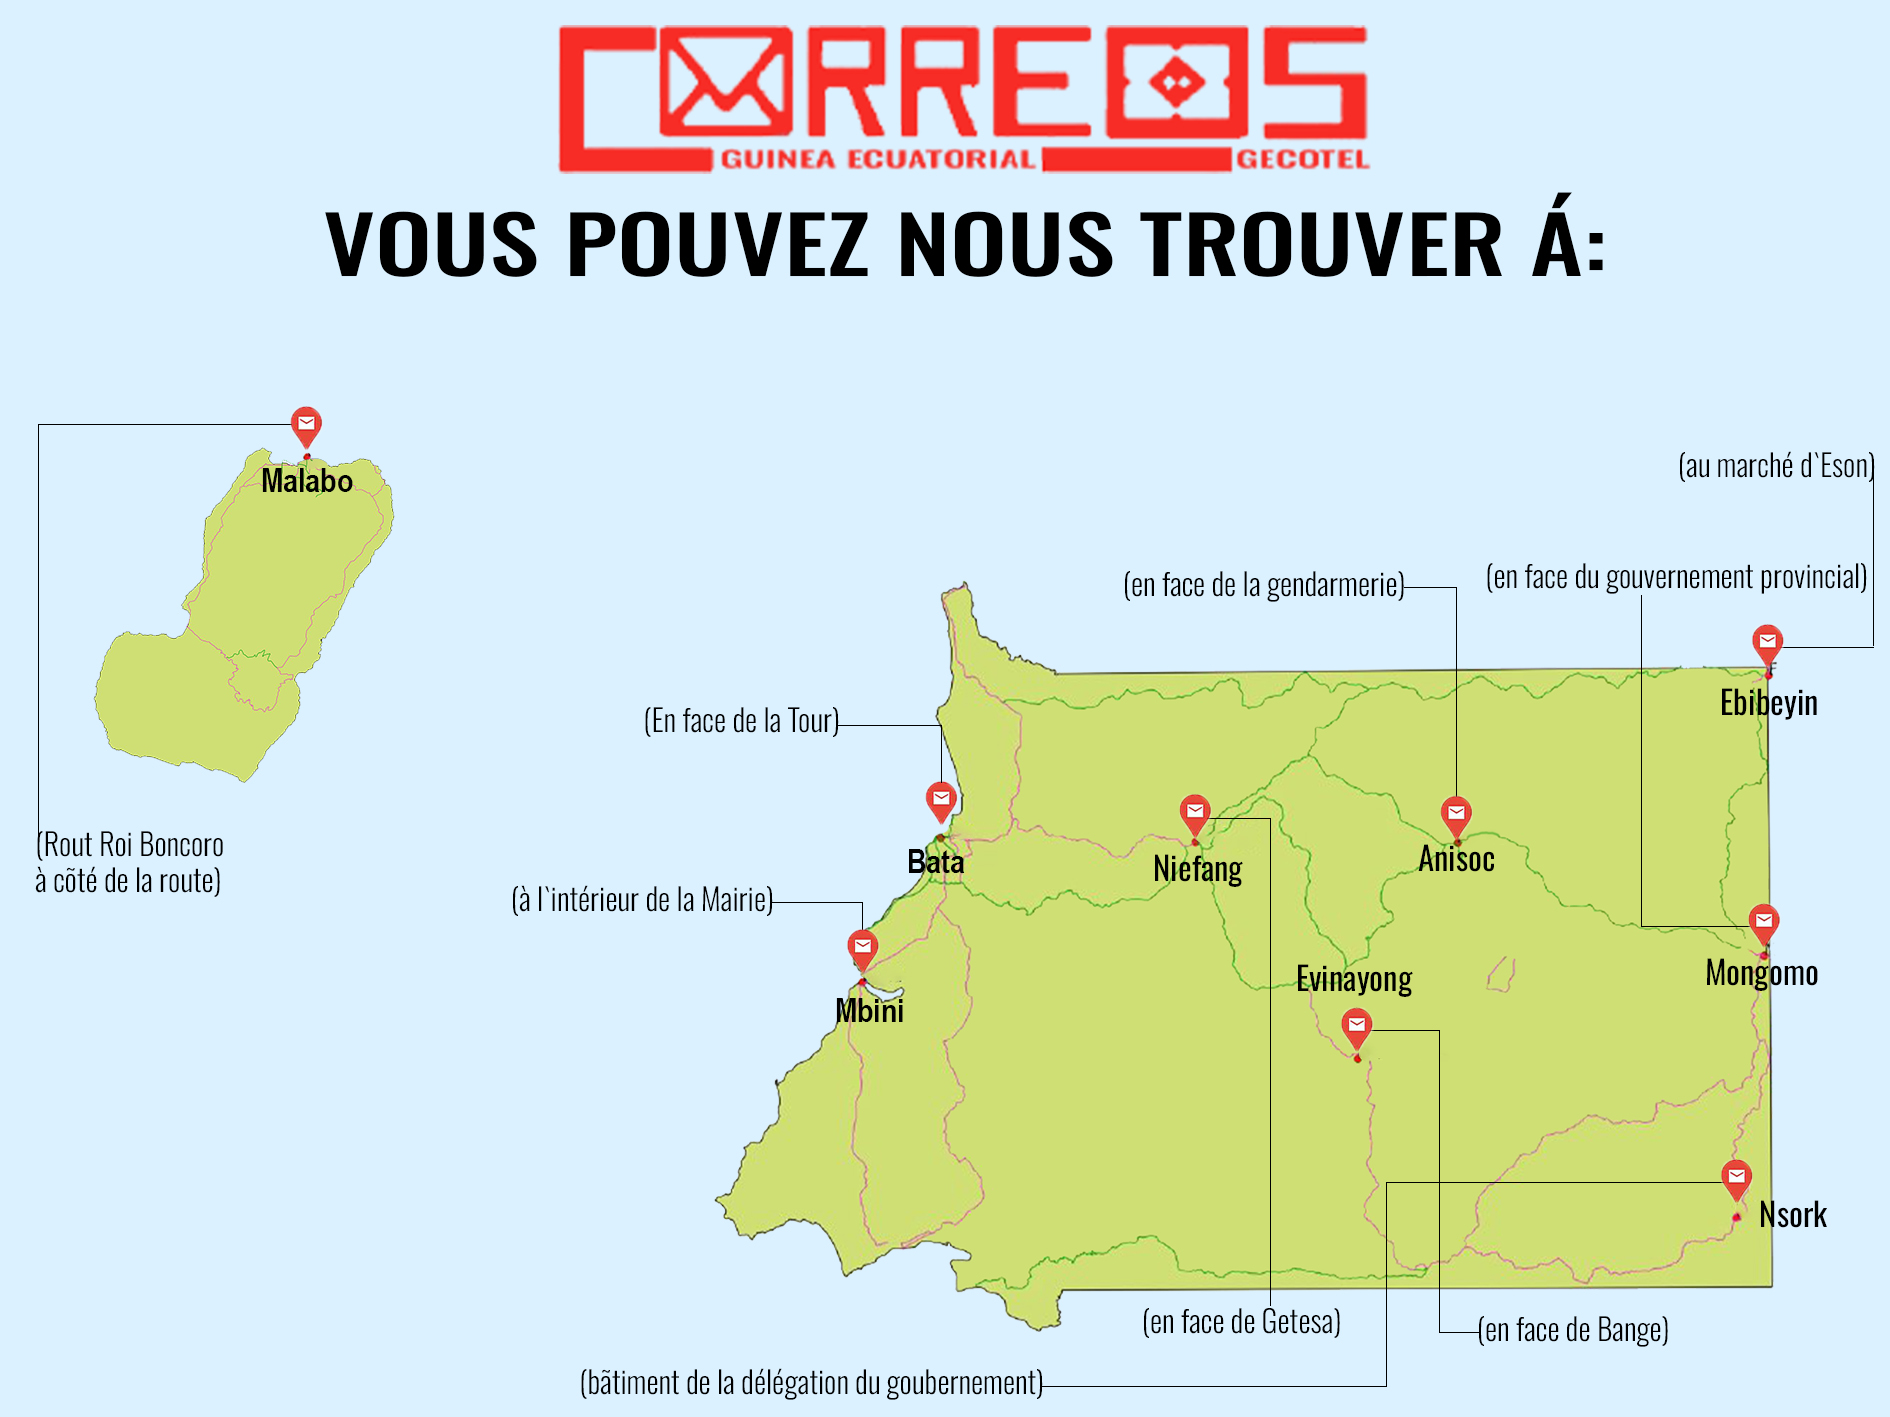 CORREOS
GUINEA ECUATORIAL GECOTEL
VOUS POUVEZ NOUS TROUVER Á:
Malabo
(au marché d`Eson)
(en face de la gendarmerie)
(en face du gouvernement provincial)
Ebibeyin
(En face de la Tour)
(Rout Roi Boncoro
à cõté de la route)
Bata
Niefang
Anisoc
(à l`intérieur de la Mairie)
Mbini
Evinayong
Mongomo
Nsork
(en face de Getesa)
(en face de Bange)
(bãtiment de la délégation du goubernement)